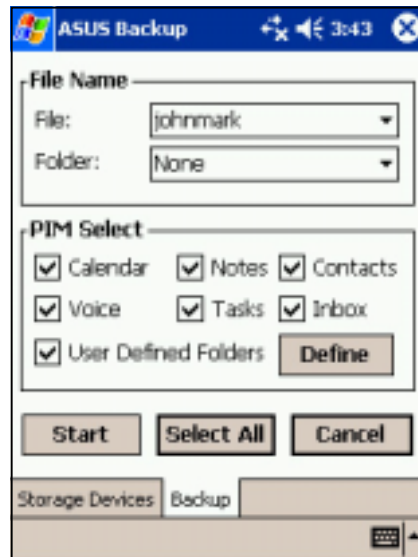 ASUS Backup 3:43
File Name
File: johnmark
Folder: None
PIM Select
Calendar Notes Contacts
Voice Tasks Inbox
User Defined Folders Define
Start Select All Cancel
Storage Devices Backup